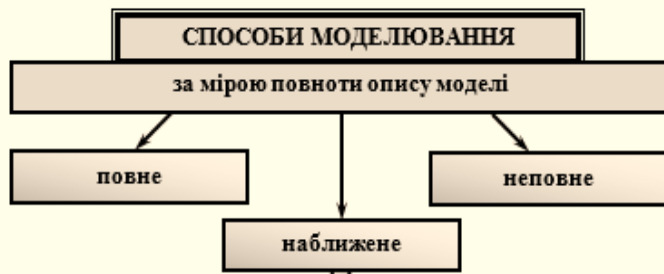 СПОСОБИ МОДЕЛЮВАННЯ
за мірою повноти опису моделі
повне
неповне
наближене